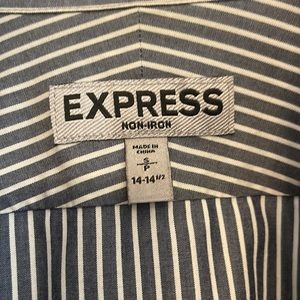 EXPRESS
NON-IRON
MADE IN
CHINA
S
P
14-14 1/2